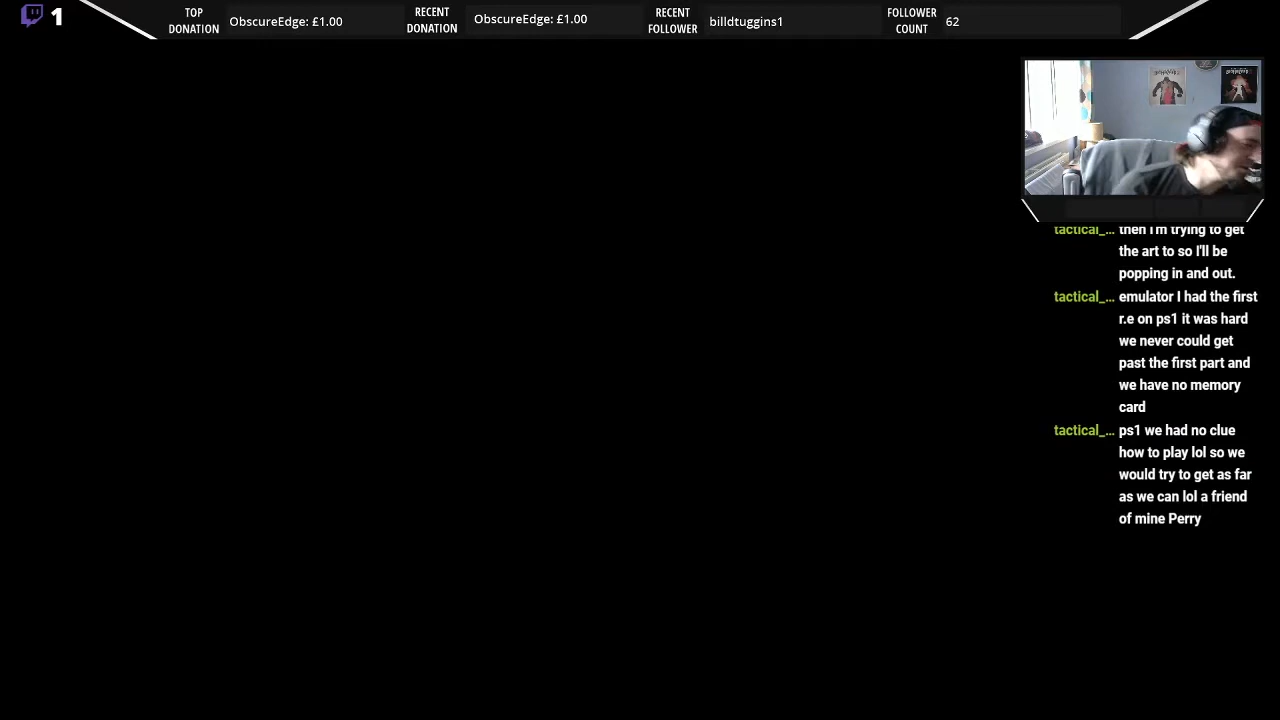 1
TOP DONATION
ObscureEdge: £1.00
RECENT DONATION
ObscureEdge: £1.00
RECENT FOLLOWER
billdtuggins1
FOLLOWER COUNT
62
tactical_... then I'm trying to get
the art to so I'll be
popping in and out.
tactical_... emulator I had the first
r.e on ps1 it was hard
we never could get
past the first part and
we have no memory
card
tactical_... ps1 we had no clue
how to play lol so we
would try to get as far
as we can lol a friend
of mine Perry